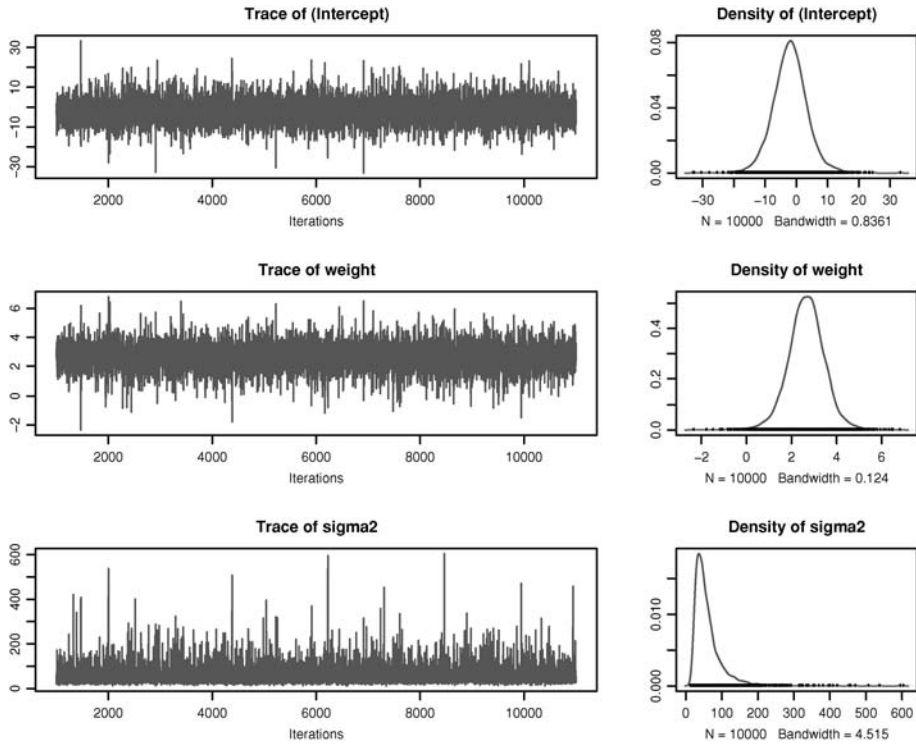 Trace of (Intercept)
30
10
−10
−30
2000 4000 6000 8000 10000
Iterations
Density of (Intercept)
0.08
0.04
0.00
−30 −10 0 10 20 30
N = 10000 Bandwidth = 0.8361
Trace of weight
6
4
2
0
−2
2000 4000 6000 8000 10000
Iterations
Density of weight
0.4
0.2
0.0
−2 0 2 4 6
N = 10000 Bandwidth = 0.124
Trace of sigma2
600
400
200
0
2000 4000 6000 8000 10000
Iterations
Density of sigma2
0.010
0.000
0 100 200 300 400 500 600
N = 10000 Bandwidth = 4.515